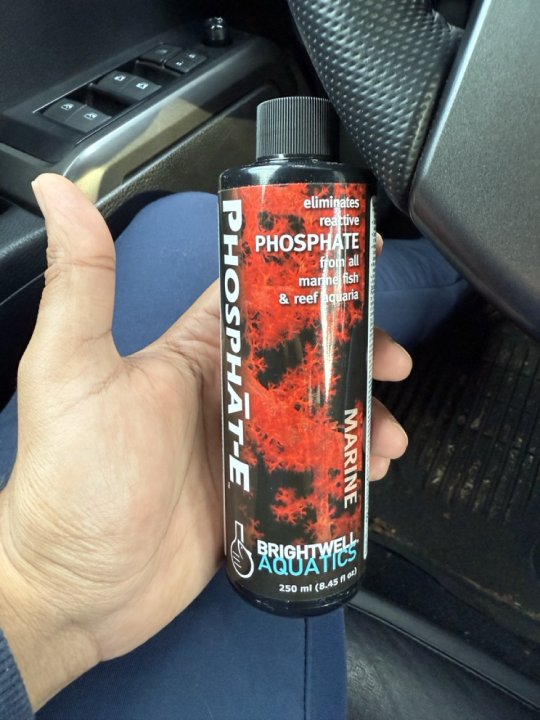 eliminates
reactive
PHOSPHATE
from all
marine fish
& reef aquaria
PHOSPHĀT-E
MARINE
BRIGHTWELL
AQUATICS
250 ml (8.45 fl oz)